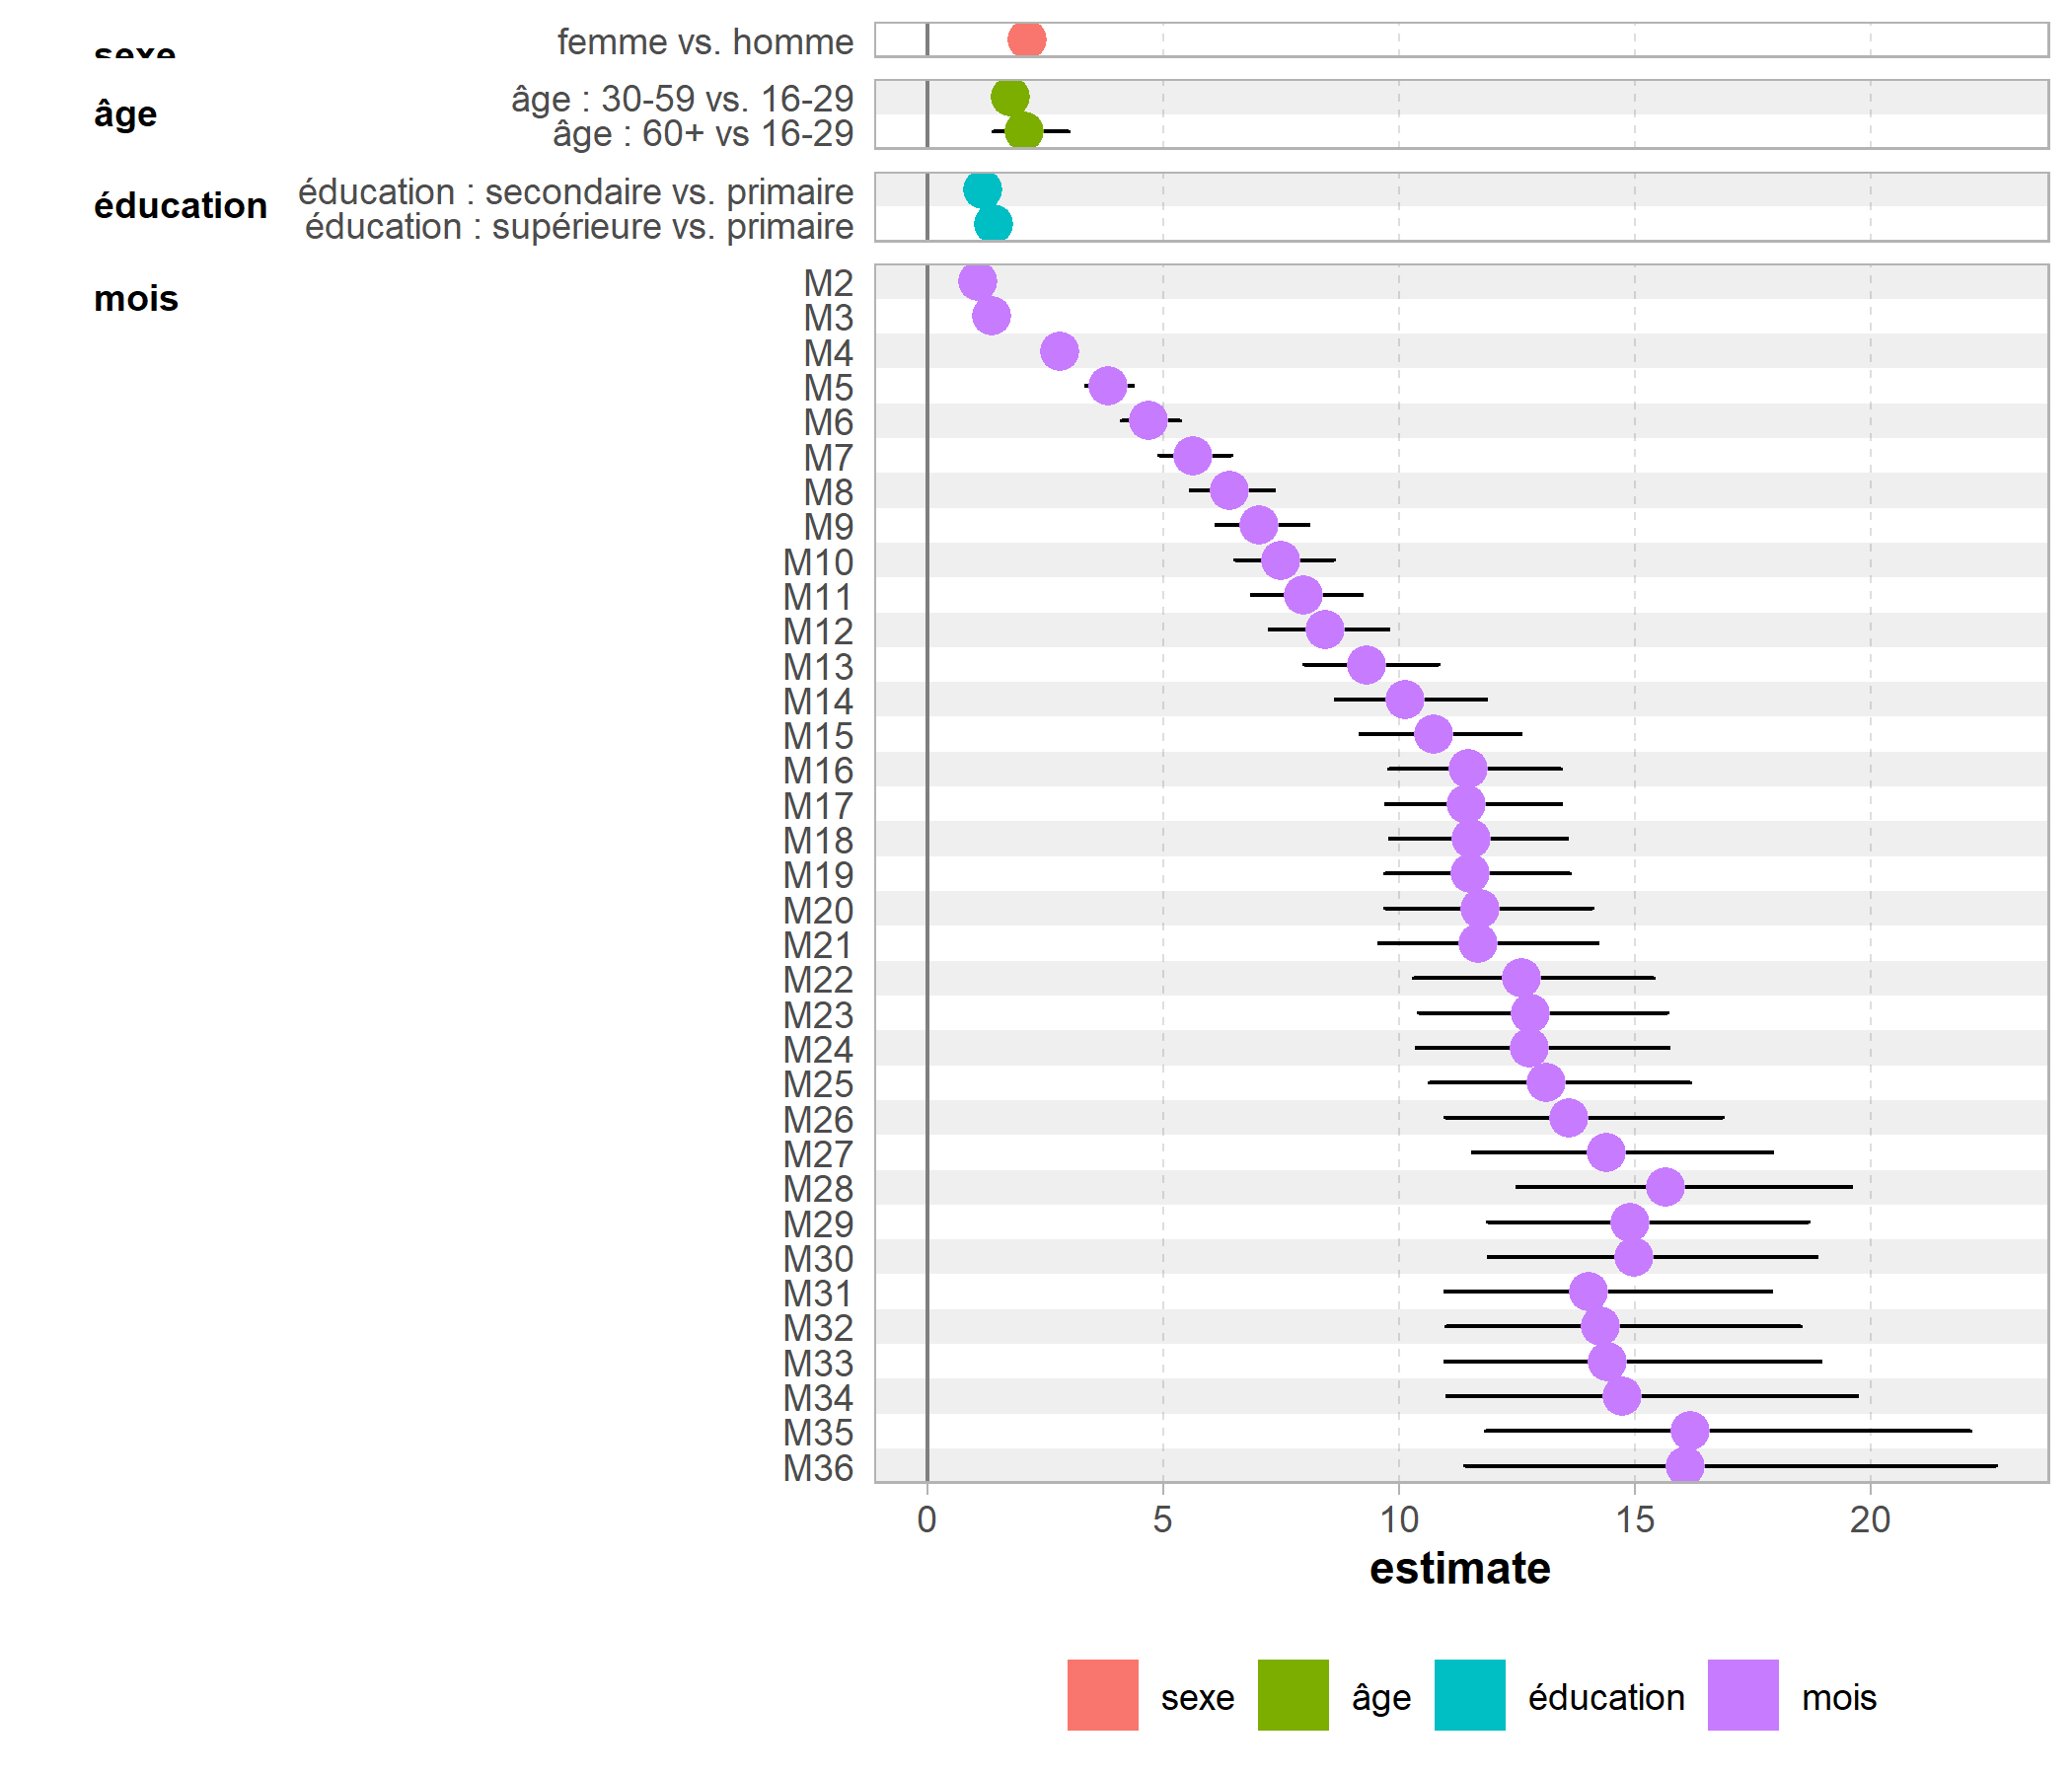 sexe
femme vs. homme
âge
âge : 30-59 vs. 16-29
âge : 60+ vs 16-29
éducation
éducation : secondaire vs. primaire
éducation : supérieure vs. primaire
mois
M2
M3
M4
M5
M6
M7
M8
M9
M10
M11
M12
M13
M14
M15
M16
M17
M18
M19
M20
M21
M22
M23
M24
M25
M26
M27
M28
M29
M30
M31
M32
M33
M34
M35
M36
0 5 10 15 20
estimate
sexe âge éducation mois